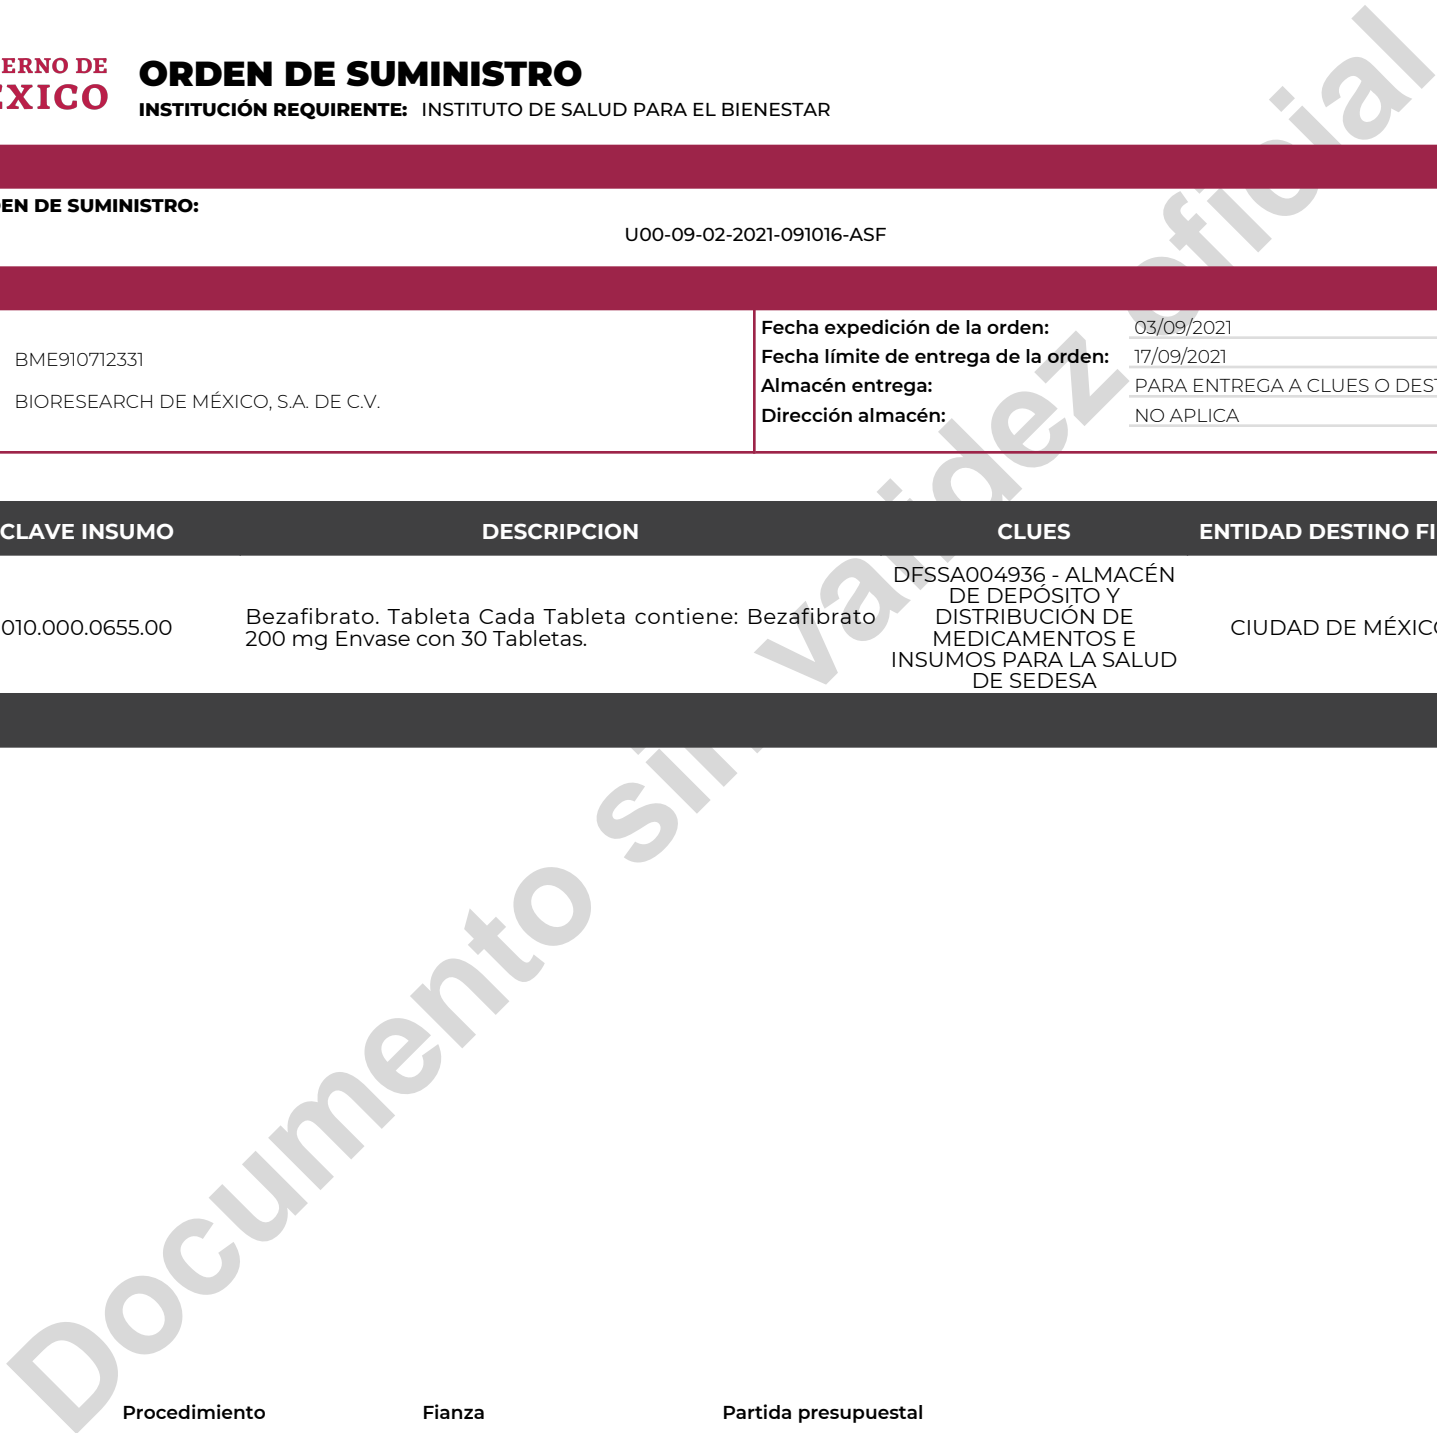 ERNO DE
ÉXICO
ORDEN DE SUMINISTRO
INSTITUCIÓN REQUIRENTE: INSTITUTO DE SALUD PARA EL BIENESTAR
EN DE SUMINISTRO:
U00-09-02-2021-091016-ASF
BME910712331
BIORESEARCH DE MÉXICO, S.A. DE C.V.
Fecha expedición de la orden: 03/09/2021
Fecha límite de entrega de la orden: 17/09/2021
Almacén entrega: PARA ENTREGA A CLUES O DEST
Dirección almacén: NO APLICA
CLAVE INSUMO DESCRIPCION CLUES ENTIDAD DESTINO FI
010.000.0655.00
Bezafibrato. Tableta Cada Tableta contiene: Bezafibrato
200 mg Envase con 30 Tabletas.
DFSSA004936 - ALMACÉN
DE DEPÓSITO Y
DISTRIBUCIÓN DE
MEDICAMENTOS E
INSUMOS PARA LA SALUD
DE SEDESA
CIUDAD DE MÉXICO
Documento sin validez oficial
Procedimiento Fianza Partida presupuestal